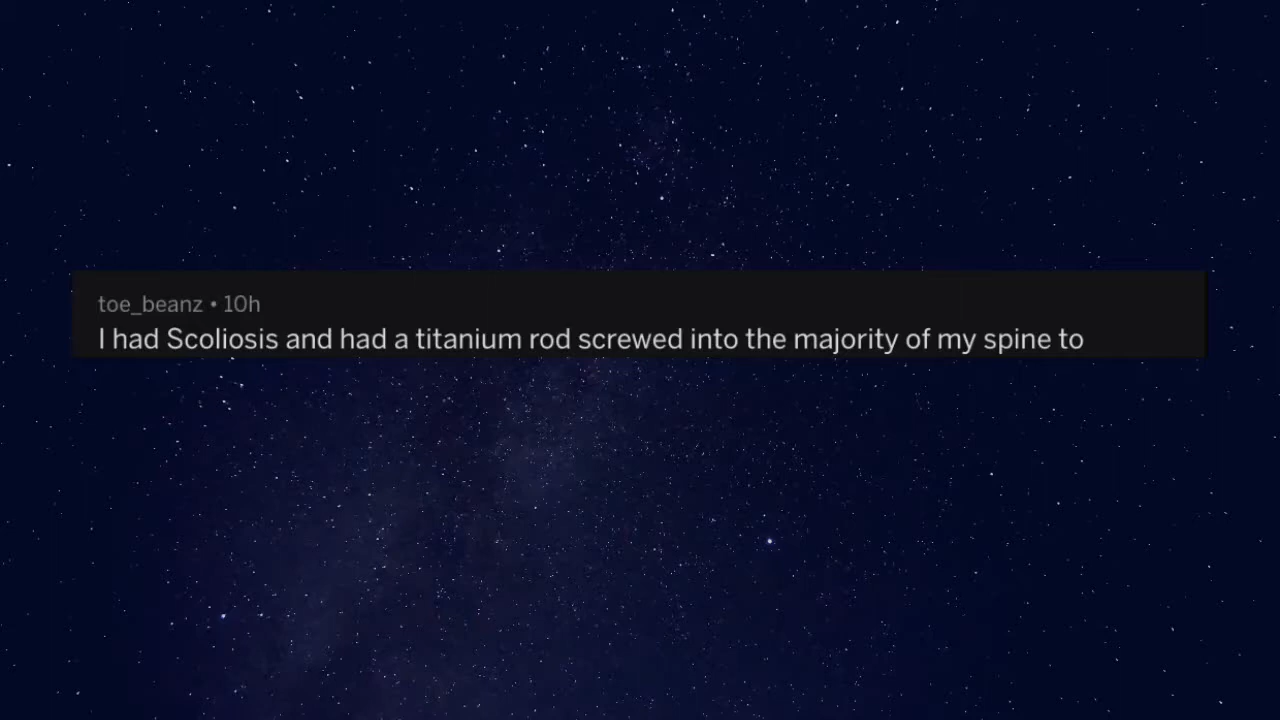 toe_beanz • 10h
I had Scoliosis and had a titanium rod screwed into the majority of my spine to